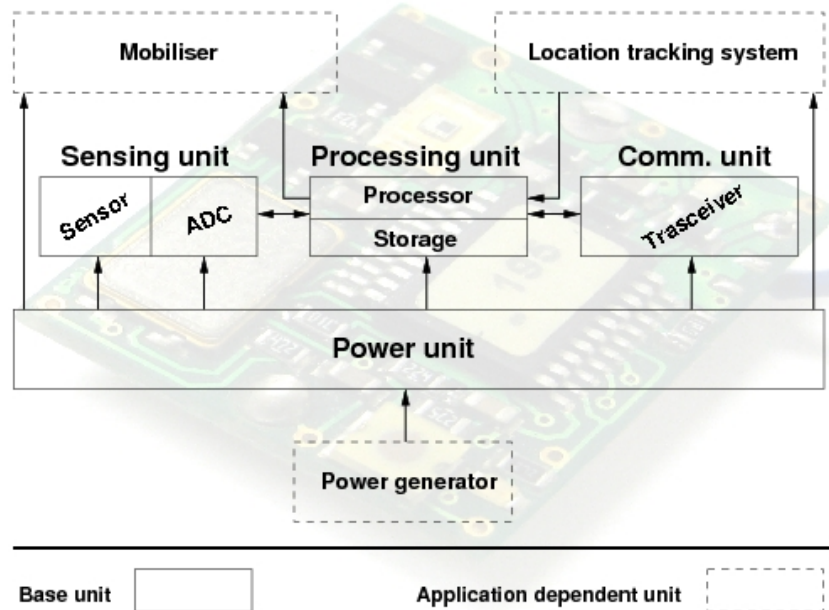 Mobiliser
Location tracking system
Sensing unit
Processing unit
Comm. unit
Sensor
ADC
Processor
Storage
Trasceiver
Power unit
Power generator
Base unit
Application dependent unit